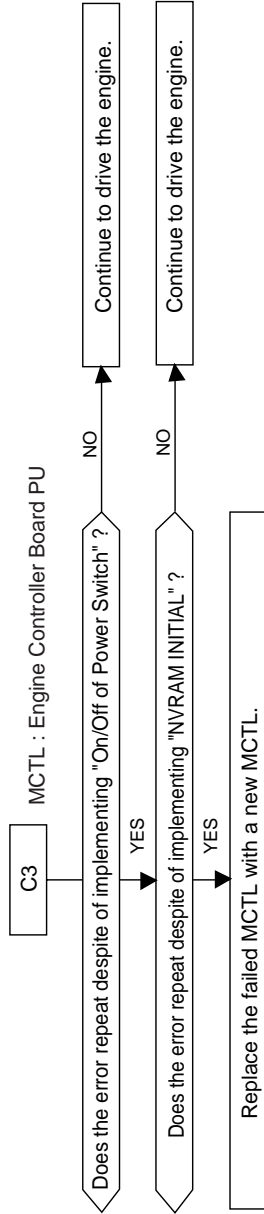 C3
MCTL : Engine Controller Board PU
Does the error repeat despite of implementing "On/Off of Power Switch" ?
NO
Continue to drive the engine.
YES
Does the error repeat despite of implementing "NVRAM INITIAL" ?
NO
Continue to drive the engine.
YES
Replace the failed MCTL with a new MCTL.